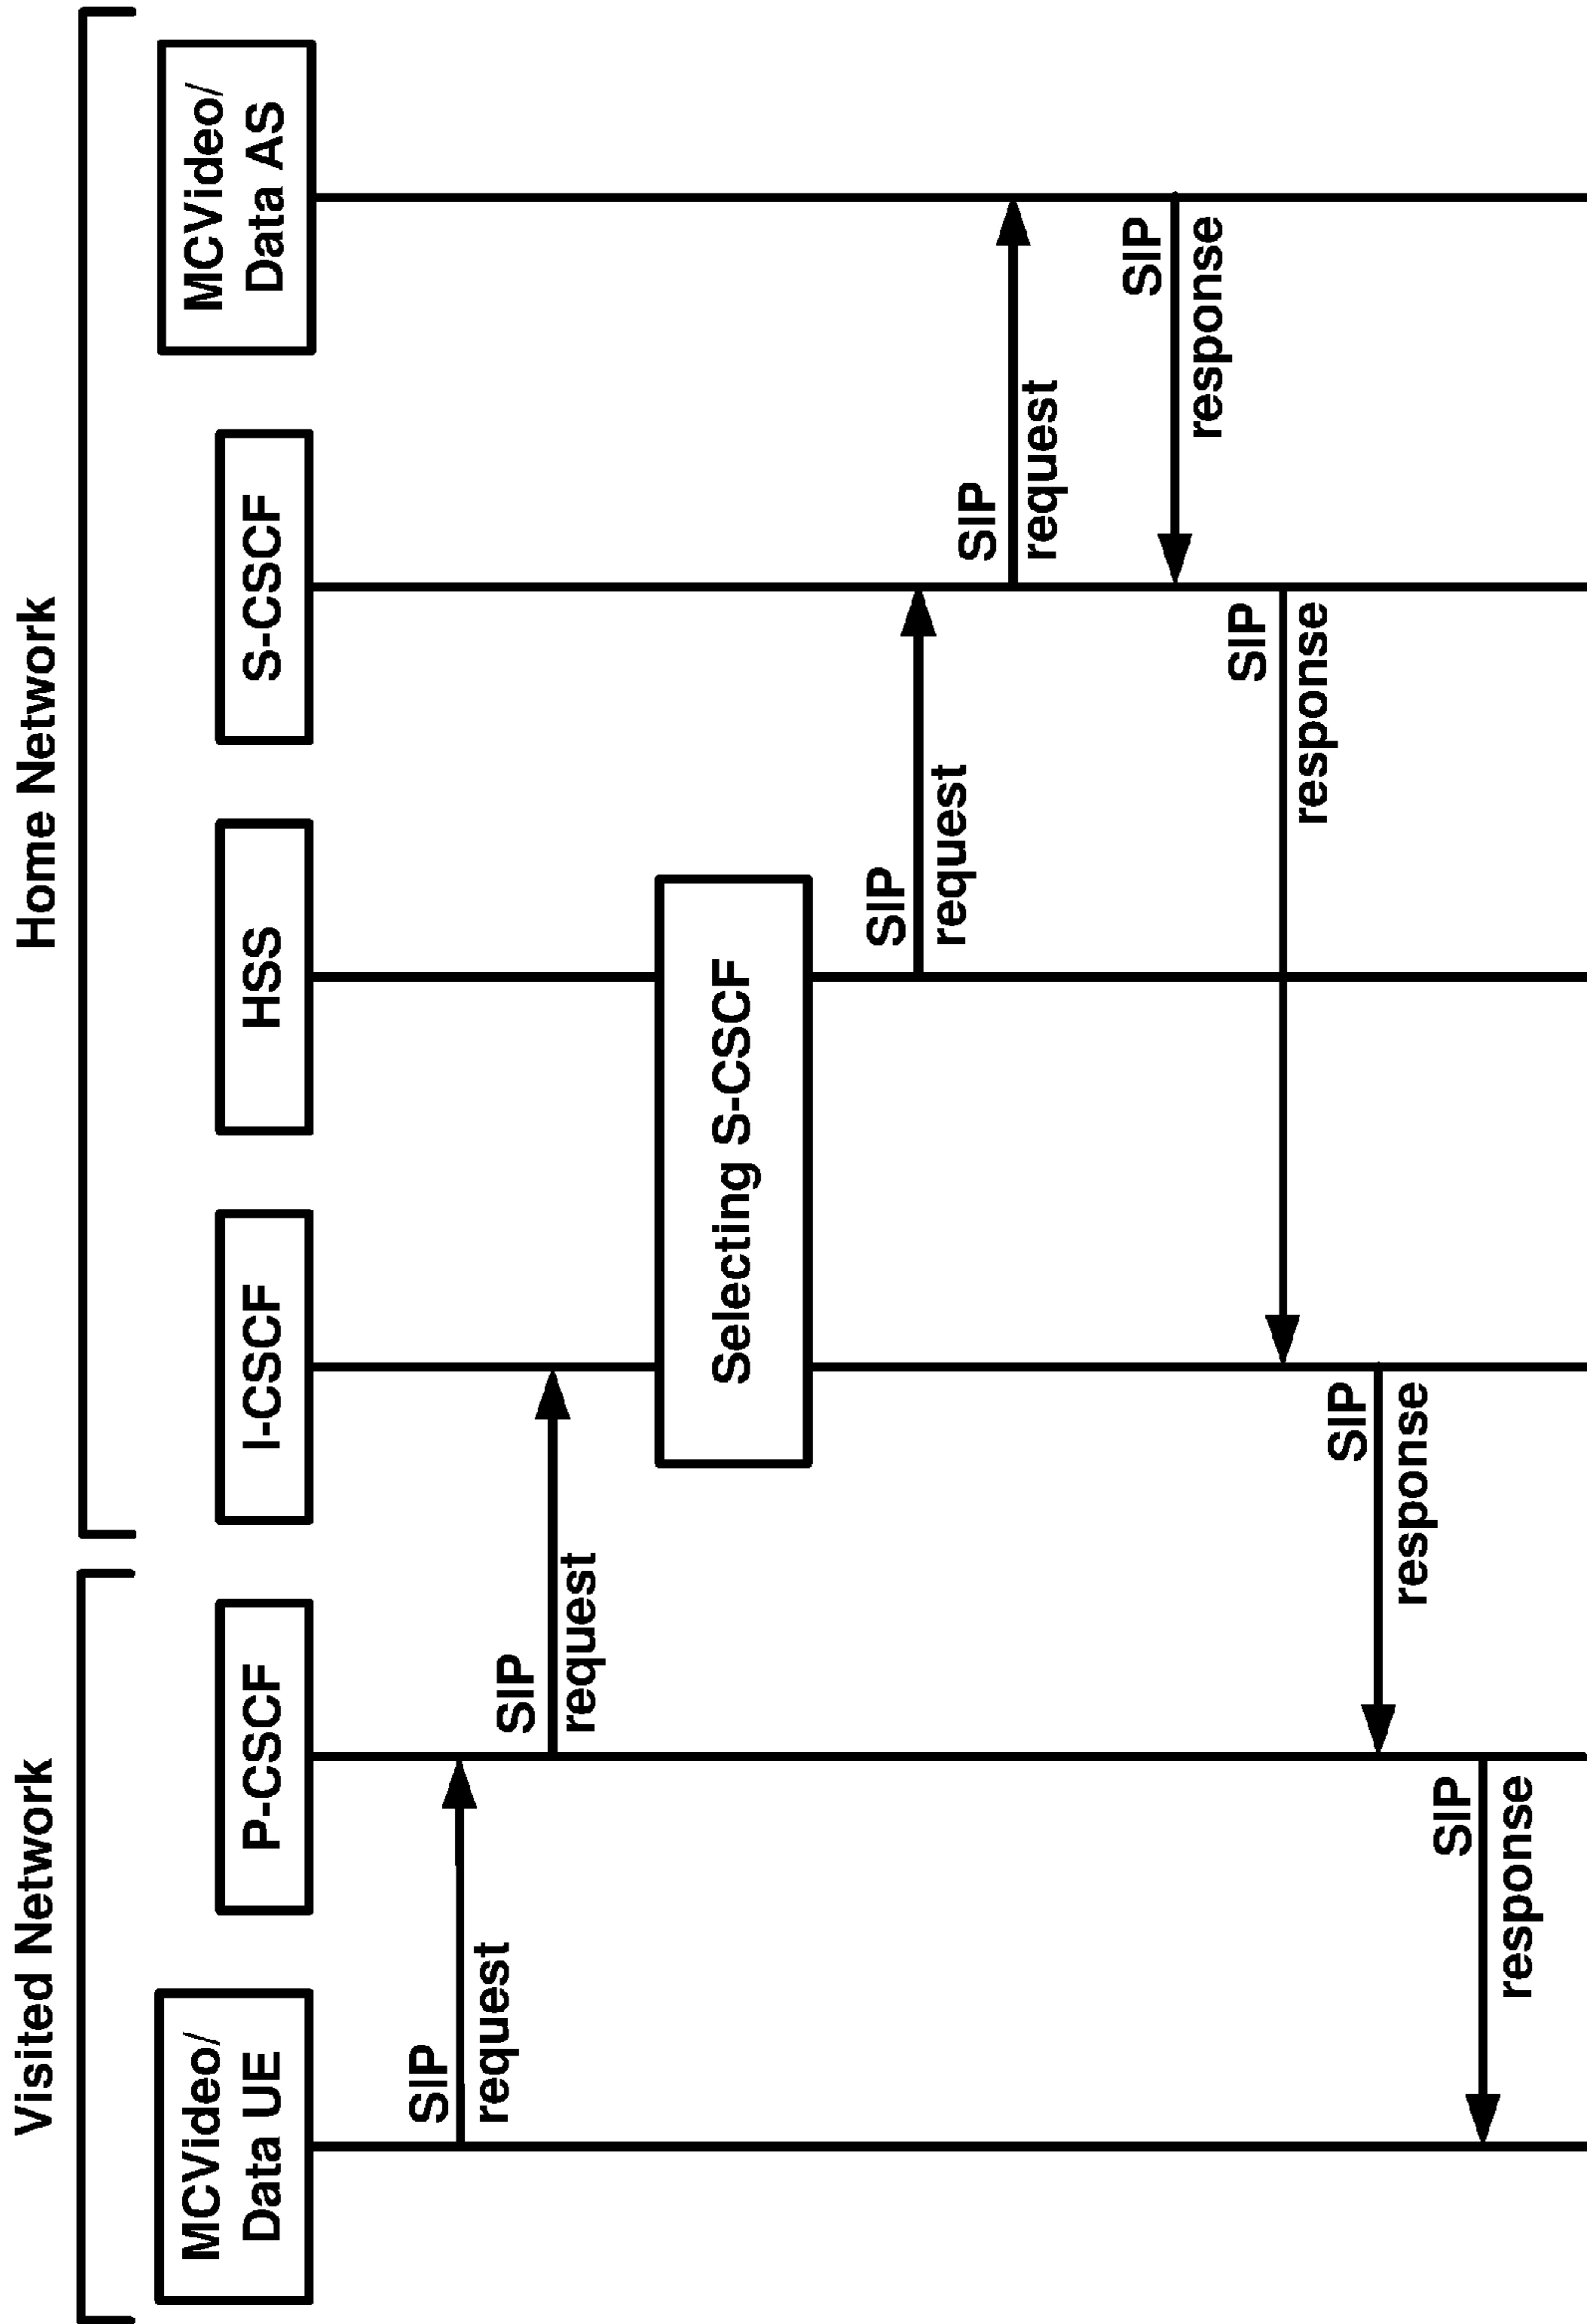 Visited Network
Home Network
MCVideo/
Data UE
P-CSCF
I-CSCF
HSS
S-CSCF
MCVideo/
Data AS
SIP
request
SIP
request
Selecting S-CSCF
SIP
request
SIP
request
SIP
response
SIP
response
SIP
response
SIP
response